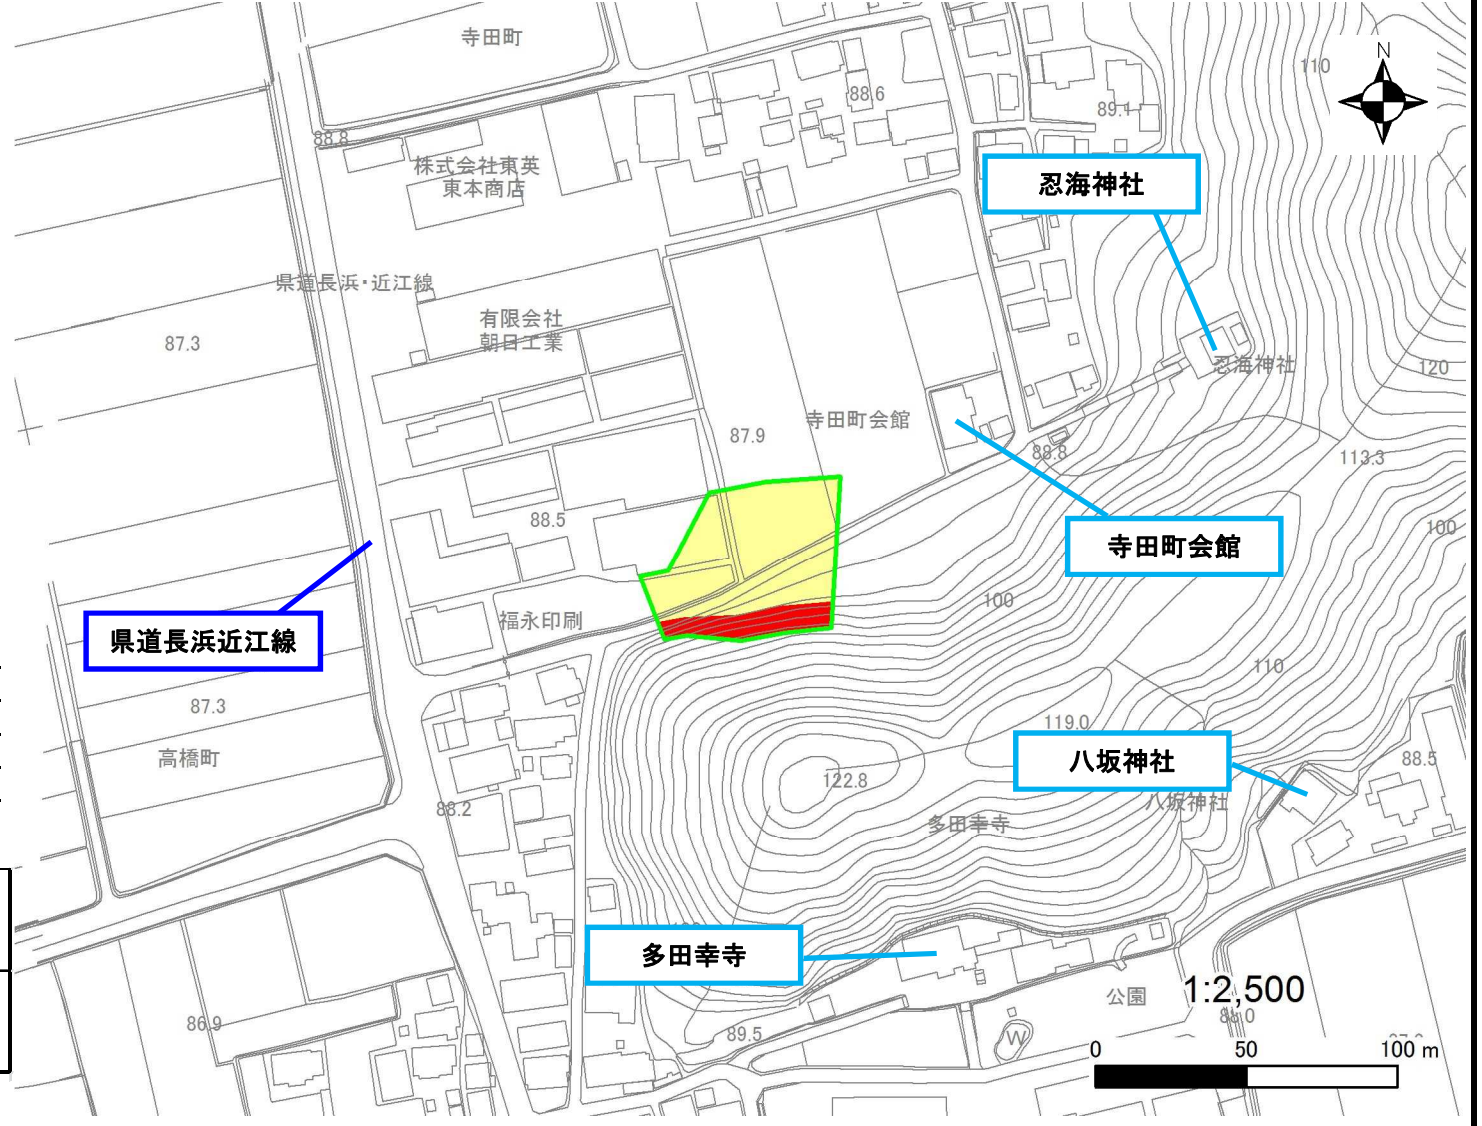 寺田町
N
110
88.6
89.1
88.8
株式会社東英
東本商店
忍海神社
県道長浜・近江線
有限会社
朝日工業
87.3
忍海神社
120
寺田町会館
87.9
88.8
113.3
88.5
100
寺田町会館
100
福永印刷
県道長浜近江線
110
87.3
119.0
高橋町
八坂神社
88.5
122.8
88.2
八坂神社
多田幸寺
多田幸寺
公園
1:2,500
88.0
86.9
89.5
W
0 50 100 m